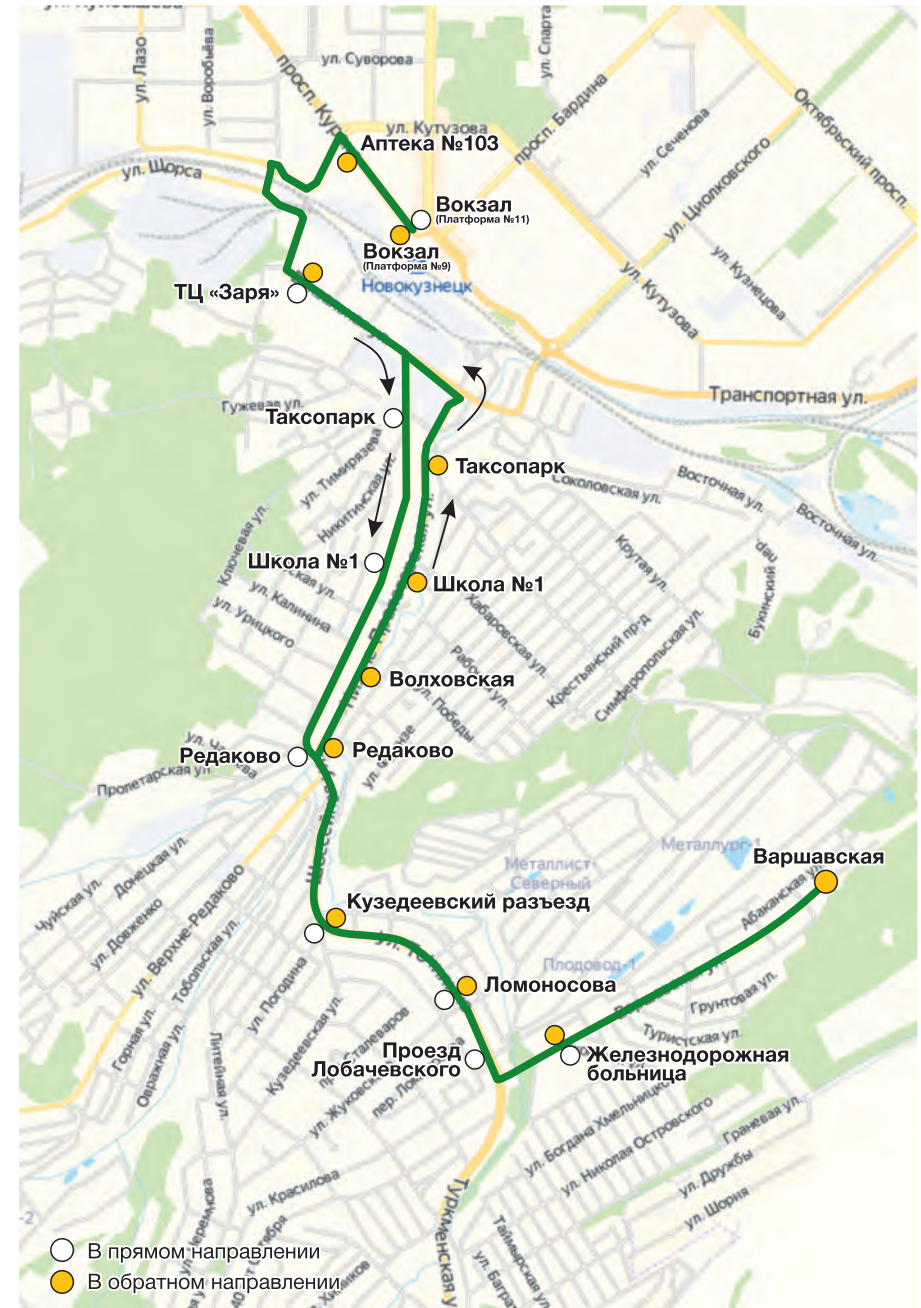 ул. Лазо
ул. Воробьёва
ул. Суворова
ул. Спарта
просп. Бардина
Октябрьский просп.
ул. Кутузова
Аптека №103
ул. Сеченова
ул. Щорса
ул. Циолковского
Вокзал
(Платформа №11)
Вокзал
(Платформа №9)
Новокузнецк
ул. Кузнецова
ул. Кутузова
ТЦ «Заря»
Транспортная ул.
Гужевая ул.
Таксопарк
ул. Тимирязева
Таксопарк
Никитинская ул.
Соколовская ул.
Восточная ул.
Восточная ул.
Ключевая ул.
Школа №1
Школа №1
Крутая ул.
Букинский пер
ул. Калинина
ул. Урицкого
Хабаровская ул.
Крестьянский пр-д
Симферопольская ул.
Волховская
ул. Победы
Редаково
Редаково
Пролетарская ул.
Металлург-1
Варшавская
Донецкая ул.
Чуйская ул.
ул. Довженко
Металлист-
Северный
Абаканская ул.
ул. Верхне-Редаково
Кузедеевский разъезд
Тобольская ул.
Плодовод-1
ул. Погодина
Ломоносова
Грунтовая ул.
Горная ул.
Овражная ул.
Литейная ул.
Кузедеевская ул.
Туристская ул.
Проезд
Лобачевского
Железнодорожная
больница
ул. Богдана Хмельницко
ул. Николая Островского
Граневая ул.
ул. Дружбы
ул. Шория
ул. Красилова
Туркменская у
Таймырская ул.
-2
В прямом направлении
В обратном направлении